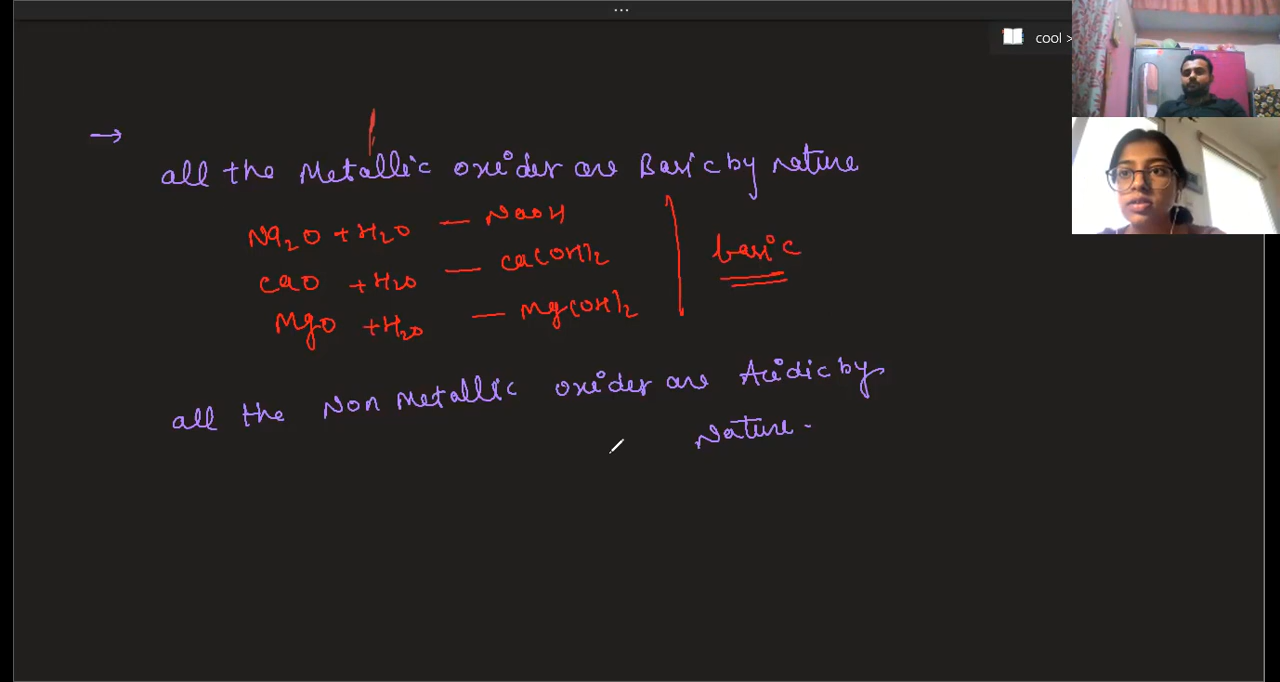 ...
cool >
→
all the Metallic oxides are Basic by nature
Na2O + H2O — NaOH
CaO + H2O — Ca(OH)2
MgO + H2O — Mg(OH)2
basic
all the Non Metallic oxides are Acidic by
Nature.